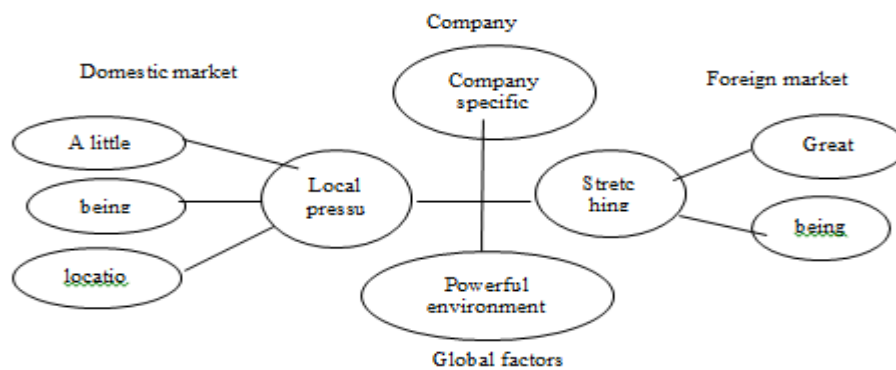 Company
Domestic market
Company
specific
Foreign market
A little
Great
Local
pressu
Stretc
hing
being
being
locatio
Powerful
environment
Global factors